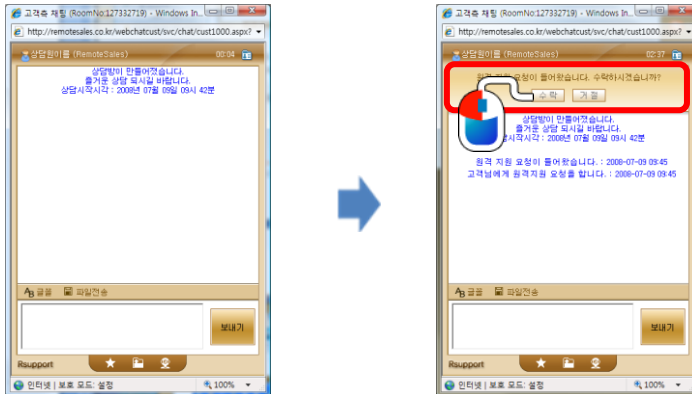 고객측 채팅 (RoomNo:127332719) - Windows In...
http://remotesales.co.kr/webchatcust/svc/chat/cust1000.aspx?
상담원이름 (RemoteSales) 00:04
상담방이 만들어졌습니다.
즐거운 상담 되시길 바랍니다.
상담시작시각 : 2008년 07월 09일 09시 42분
글꼴 파일전송
보내기
Rsupport
인터넷 | 보호 모드: 설정 100%
고객측 채팅 (RoomNo:127332719) - Windows In...
http://remotesales.co.kr/webchatcust/svc/chat/cust1000.aspx?
상담원이름 (RemoteSales) 02:37
원격 지원 요청이 들어왔습니다. 수락하시겠습니까?
수락 거절
상담방이 만들어졌습니다.
즐거운 상담 되시길 바랍니다.
시작시각 : 2008년 07월 09일 09시 42분
원격 지원 요청이 들어왔습니다. : 2008-07-09 09:45
고객님에게 원격지원 요청을 합니다. : 2008-07-09 09:45
글꼴 파일전송
보내기
Rsupport
인터넷 | 보호 모드: 설정 100%